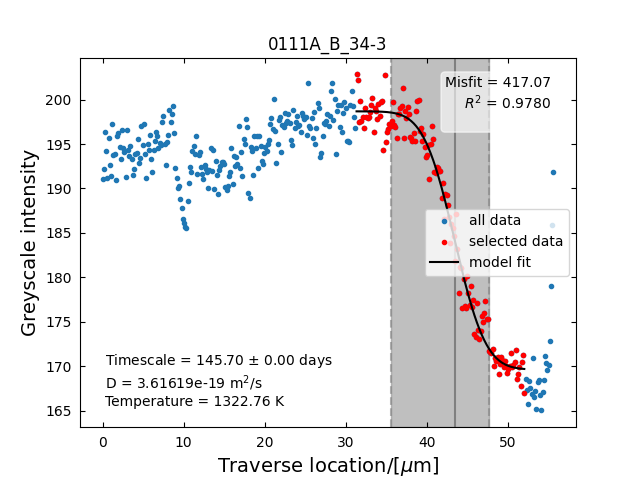 0111A_B_34-3
Misfit = 417.07
R² = 0.9780
Greyscale intensity
200
195
190
185
180
175
170
165
all data
selected data
model fit
Timescale = 145.70 ± 0.00 days
D = 3.61619e-19 m²/s
Temperature = 1322.76 K
0 10 20 30 40 50
Traverse location/[μm]